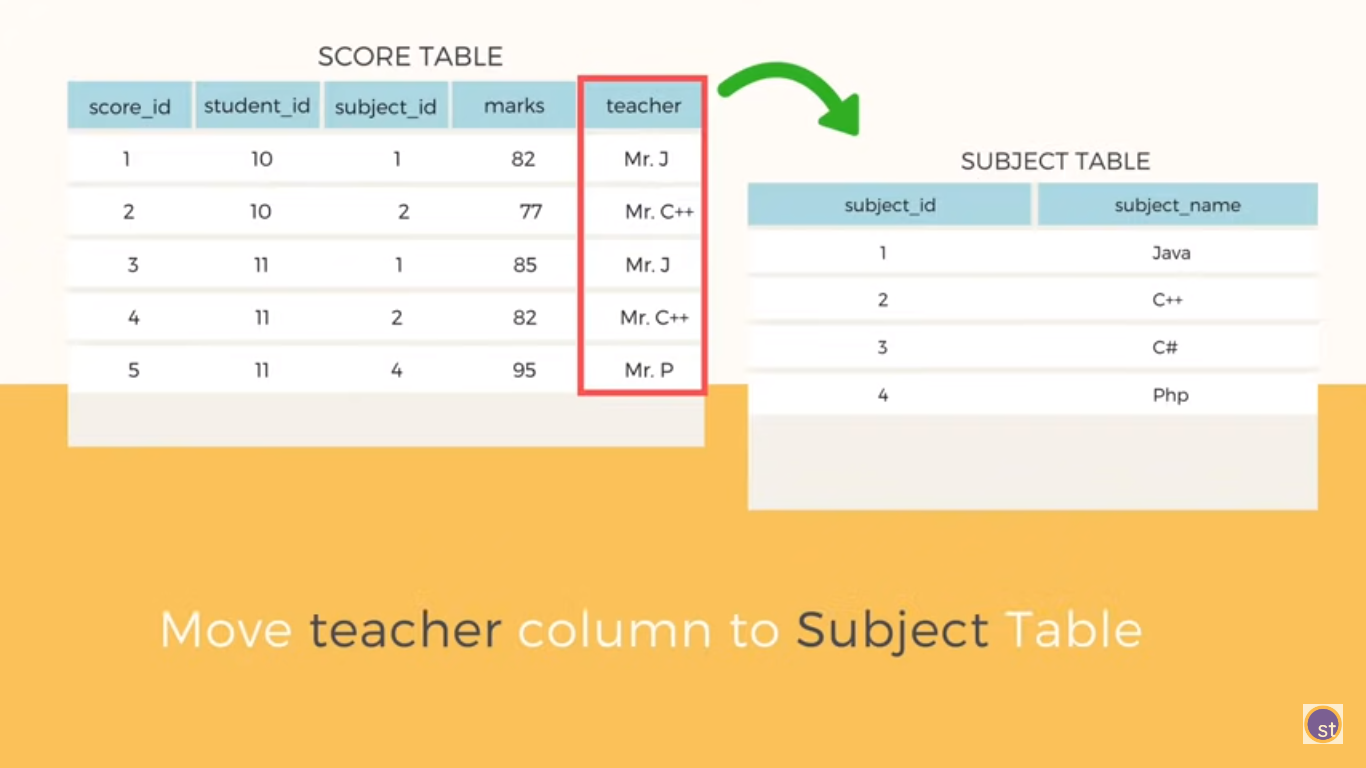 SCORE TABLE
score_id student_id subject_id marks teacher
1 10 1 82 Mr. J
2 10 2 77 Mr. C++
3 11 1 85 Mr. J
4 11 2 82 Mr. C++
5 11 4 95 Mr. P
SUBJECT TABLE
subject_id subject_name
1 Java
2 C++
3 C#
4 Php
Move teacher column to Subject Table
st